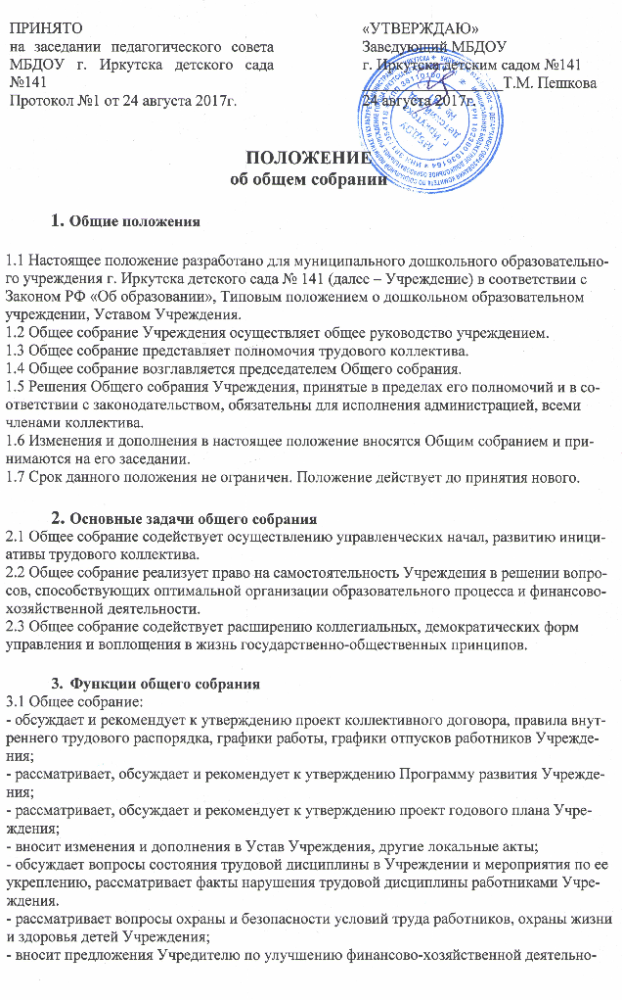 ПРИНЯТО
на заседании педагогического совета
МБДОУ г. Иркутска детского сада
№141
Протокол №1 от 24 августа 2017г.
«УТВЕРЖДАЮ»
Заведующий МБДОУ
г. Иркутска детским садом №141
Т.М. Пешкова
24 августа 2017г.
ПОЛОЖЕНИЕ
об общем собрании
1. Общие положения
1.1 Настоящее положение разработано для муниципального дошкольного образовательно-
го учреждения г. Иркутска детского сада № 141 (далее – Учреждение) в соответствии с
Законом РФ «Об образовании», Типовым положением о дошкольном образовательном
учреждении, Уставом Учреждения.
1.2 Общее собрание Учреждения осуществляет общее руководство учреждением.
1.3 Общее собрание представляет полномочия трудового коллектива.
1.4 Общее собрание возглавляется председателем Общего собрания.
1.5 Решения Общего собрания Учреждения, принятые в пределах его полномочий и в со-
ответствии с законодательством, обязательны для исполнения администрацией, всеми
членами коллектива.
1.6 Изменения и дополнения в настоящее положение вносятся Общим собранием и при-
нимаются на его заседании.
1.7 Срок данного положения не ограничен. Положение действует до принятия нового.
2. Основные задачи общего собрания
2.1 Общее собрание содействует осуществлению управленческих начал, развитию иници-
ативы трудового коллектива.
2.2 Общее собрание реализует право на самостоятельность Учреждения в решении вопро-
сов, способствующих оптимальной организации образовательного процесса и финансово-
хозяйственной деятельности.
2.3 Общее собрание содействует расширению коллегиальных, демократических форм
управления и воплощения в жизнь государственно-общественных принципов.
3. Функции общего собрания
3.1 Общее собрание:
- обсуждает и рекомендует к утверждению проект коллективного договора, правила внут-
реннего трудового распорядка, графики работы, графики отпусков работников Учрежде-
ния;
- рассматривает, обсуждает и рекомендует к утверждению Программу развития Учрежде-
ния;
- рассматривает, обсуждает и рекомендует к утверждению проект годового плана Учре-
ждения;
- вносит изменения и дополнения в Устав Учреждения, другие локальные акты;
- обсуждает вопросы состояния трудовой дисциплины в Учреждении и мероприятия по ее
укреплению, рассматривает факты нарушения трудовой дисциплины работниками Учре-
ждения.
- рассматривает вопросы охраны и безопасности условий труда работников, охраны жизни
и здоровья детей Учреждения;
- вносит предложения Учредителю по улучшению финансово-хозяйственной деятельно-